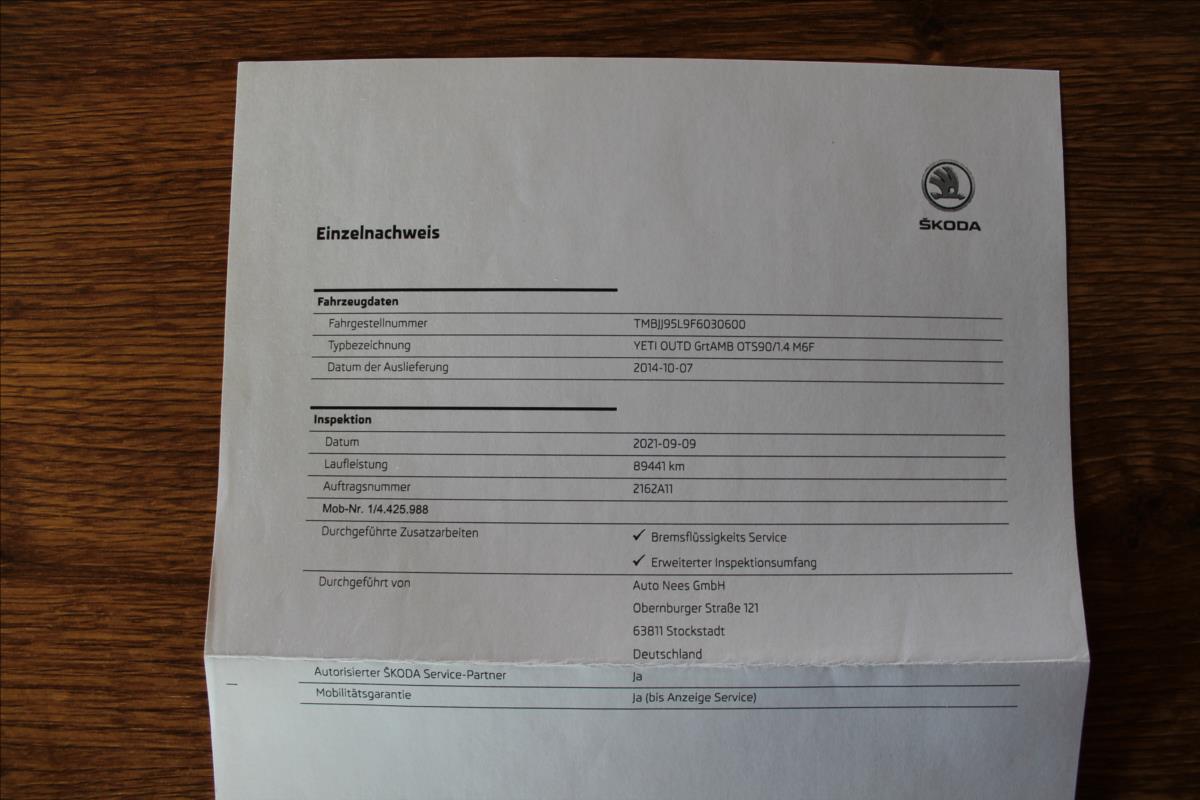 ŠKODA
Einzelnachweis
Fahrzeugdaten
Fahrgestellnummer TMBJJ95L9F6030600
Typbezeichnung YETI OUTD GrtAMB OTS90/1.4 M6F
Datum der Auslieferung 2014-10-07
Inspektion
Datum 2021-09-09
Laufleistung 89441 km
Auftragsnummer 2162A11
Mob-Nr. 1/4.425.988
Durchgeführte Zusatzarbeiten ✓ Bremsflüssigkeits Service
✓ Erweiterter Inspektionsumfang
Durchgeführt von Auto Nees GmbH
Obernburger Straße 121
63811 Stockstadt
Deutschland
Autorisierter ŠKODA Service-Partner Ja
Mobilitätsgarantie Ja (bis Anzeige Service)